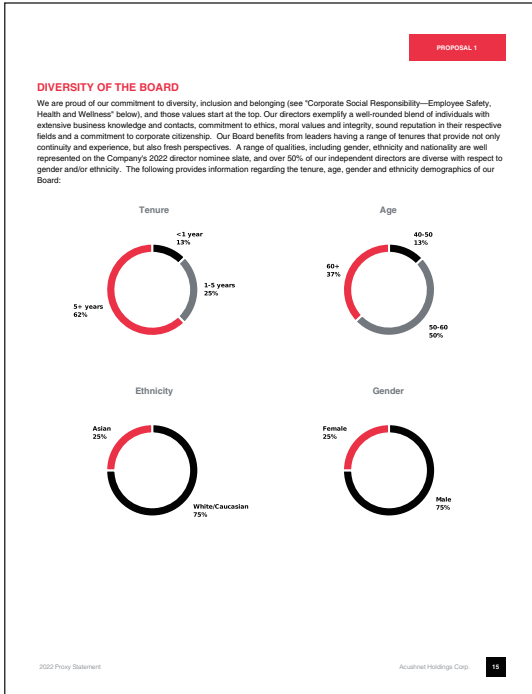 PROPOSAL 1
DIVERSITY OF THE BOARD
We are proud of our commitment to diversity, inclusion and belonging (see "Corporate Social Responsibility—Employee Safety,
Health and Wellness" below), and those values start at the top. Our directors exemplify a well-rounded blend of individuals with
extensive business knowledge and contacts, commitment to ethics, moral values and integrity, sound reputation in their respective
fields and a commitment to corporate citizenship.  Our Board benefits from leaders having a range of tenures that provide not only
continuity and experience, but also fresh perspectives.  A range of qualities, including gender, ethnicity and nationality are well
represented on the Company's 2022 director nominee slate, and over 50% of our independent directors are diverse with respect to
gender and/or ethnicity.  The following provides information regarding the tenure, age, gender and ethnicity demographics of our
Board:
Tenure
<1 year
13%
1-5 years
25%
5+ years
62%
Age
40-50
13%
60+
37%
50-60
50%
Ethnicity
Asian
25%
White/Caucasian
75%
Gender
Female
25%
Male
75%
2022 Proxy Statement
Acushnet Holdings Corp.
15